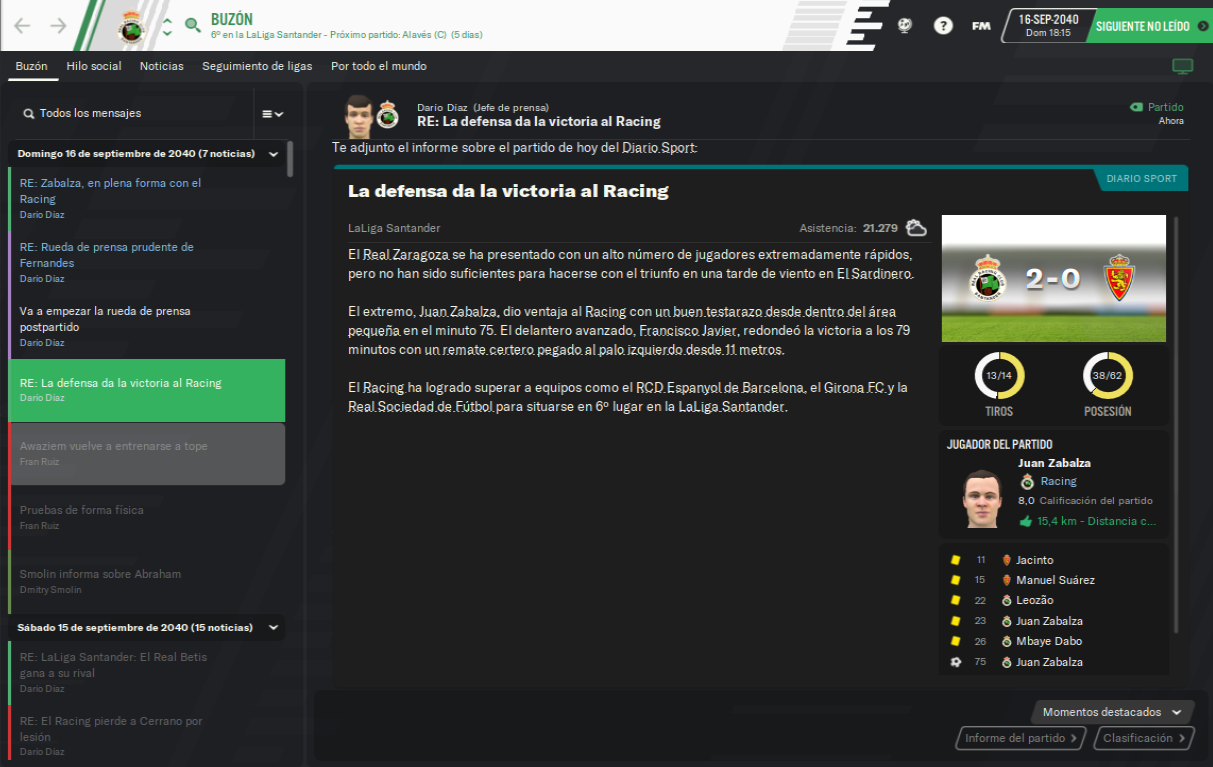 BUZÓN
6º en la LaLiga Santander - Próximo partido: Alavés (C) (5 días)
?
FM
16-SEP-2040
Dom 18:15
SIGUIENTE NO LEÍDO
Buzón Hilo social Noticias Seguimiento de ligas Por todo el mundo
Todos los mensajes
Domingo 16 de septiembre de 2040 (7 noticias)
RE: Zabalza, en plena forma con el
Racing
Darío Díaz
RE: Rueda de prensa prudente de
Fernandes
Darío Díaz
Va a empezar la rueda de prensa
postpartido
Darío Díaz
RE: La defensa da la victoria al Racing
Darío Díaz
Awaziem vuelve a entrenarse a tope
Fran Ruiz
Pruebas de forma física
Fran Ruiz
Smolin informa sobre Abraham
Dmitry Smolin
Sábado 15 de septiembre de 2040 (15 noticias)
RE: LaLiga Santander: El Real Betis
gana a su rival
Darío Díaz
RE: El Racing pierde a Cerrano por
lesión
Darío Díaz
Darío Díaz (Jefe de prensa)
RE: La defensa da la victoria al Racing
Partido
Ahora
Te adjunto el informe sobre el partido de hoy del Diario Sport:
DIARIO SPORT
La defensa da la victoria al Racing
LaLiga Santander
Asistencia: 21.279
El Real Zaragoza se ha presentado con un alto número de jugadores extremadamente rápidos,
pero no han sido suficientes para hacerse con el triunfo en una tarde de viento en El Sardinero.
El extremo, Juan Zabalza, dio ventaja al Racing con un buen testarazo desde dentro del área
pequeña en el minuto 75. El delantero avanzado, Francisco Javier, redondeó la victoria a los 79
minutos con un remate certero pegado al palo izquierdo desde 11 metros.
El Racing ha logrado superar a equipos como el RCD Espanyol de Barcelona, el Girona FC y la
Real Sociedad de Fútbol para situarse en 6º lugar en la LaLiga Santander.
2-0
13/14
TIROS
38/62
POSESIÓN
JUGADOR DEL PARTIDO
Juan Zabalza
Racing
8,0 Calificación del partido
15,4 km - Distancia c...
11 Jacinto
15 Manuel Suárez
22 Leozão
23 Juan Zabalza
26 Mbaye Dabo
75 Juan Zabalza
Momentos destacados
Informe del partido
Clasificación